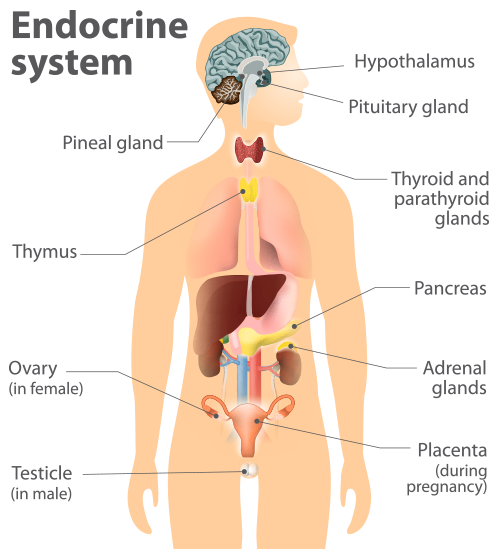 Endocrine
system
Hypothalamus
Pituitary gland
Pineal gland
Thyroid and
parathyroid
glands
Thymus
Pancreas
Ovary
(in female)
Adrenal
glands
Placenta
(during
pregnancy)
Testicle
(in male)